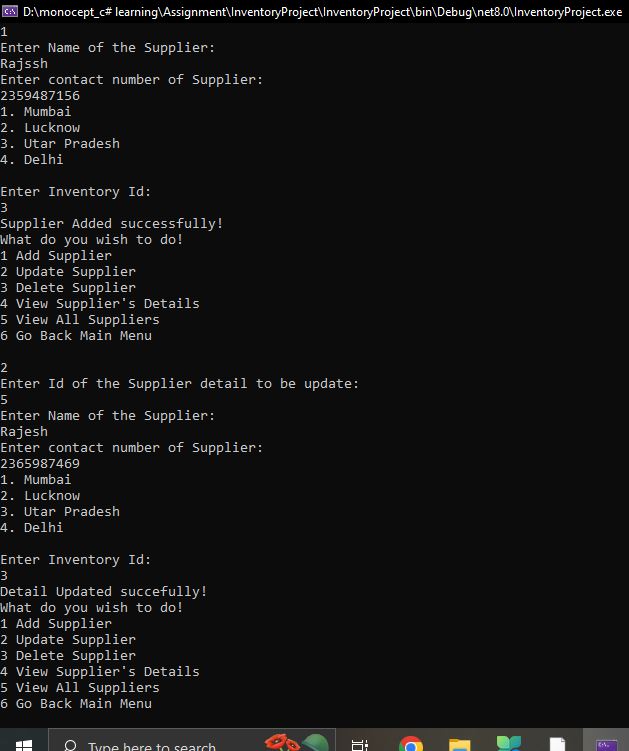 D:\monocept_c# learning\Assignment\InventoryProject\InventoryProject\bin\Debug\net8.0\InventoryProject.exe
1
Enter Name of the Supplier:
Rajssh
Enter contact number of Supplier:
2359487156
1. Mumbai
2. Lucknow
3. Utar Pradesh
4. Delhi
Enter Inventory Id:
3
Supplier Added successfully!
What do you wish to do!
1 Add Supplier
2 Update Supplier
3 Delete Supplier
4 View Supplier's Details
5 View All Suppliers
6 Go Back Main Menu
2
Enter Id of the Supplier detail to be update:
5
Enter Name of the Supplier:
Rajesh
Enter contact number of Supplier:
2365987469
1. Mumbai
2. Lucknow
3. Utar Pradesh
4. Delhi
Enter Inventory Id:
3
Detail Updated succefully!
What do you wish to do!
1 Add Supplier
2 Update Supplier
3 Delete Supplier
4 View Supplier's Details
5 View All Suppliers
6 Go Back Main Menu
Type here to search